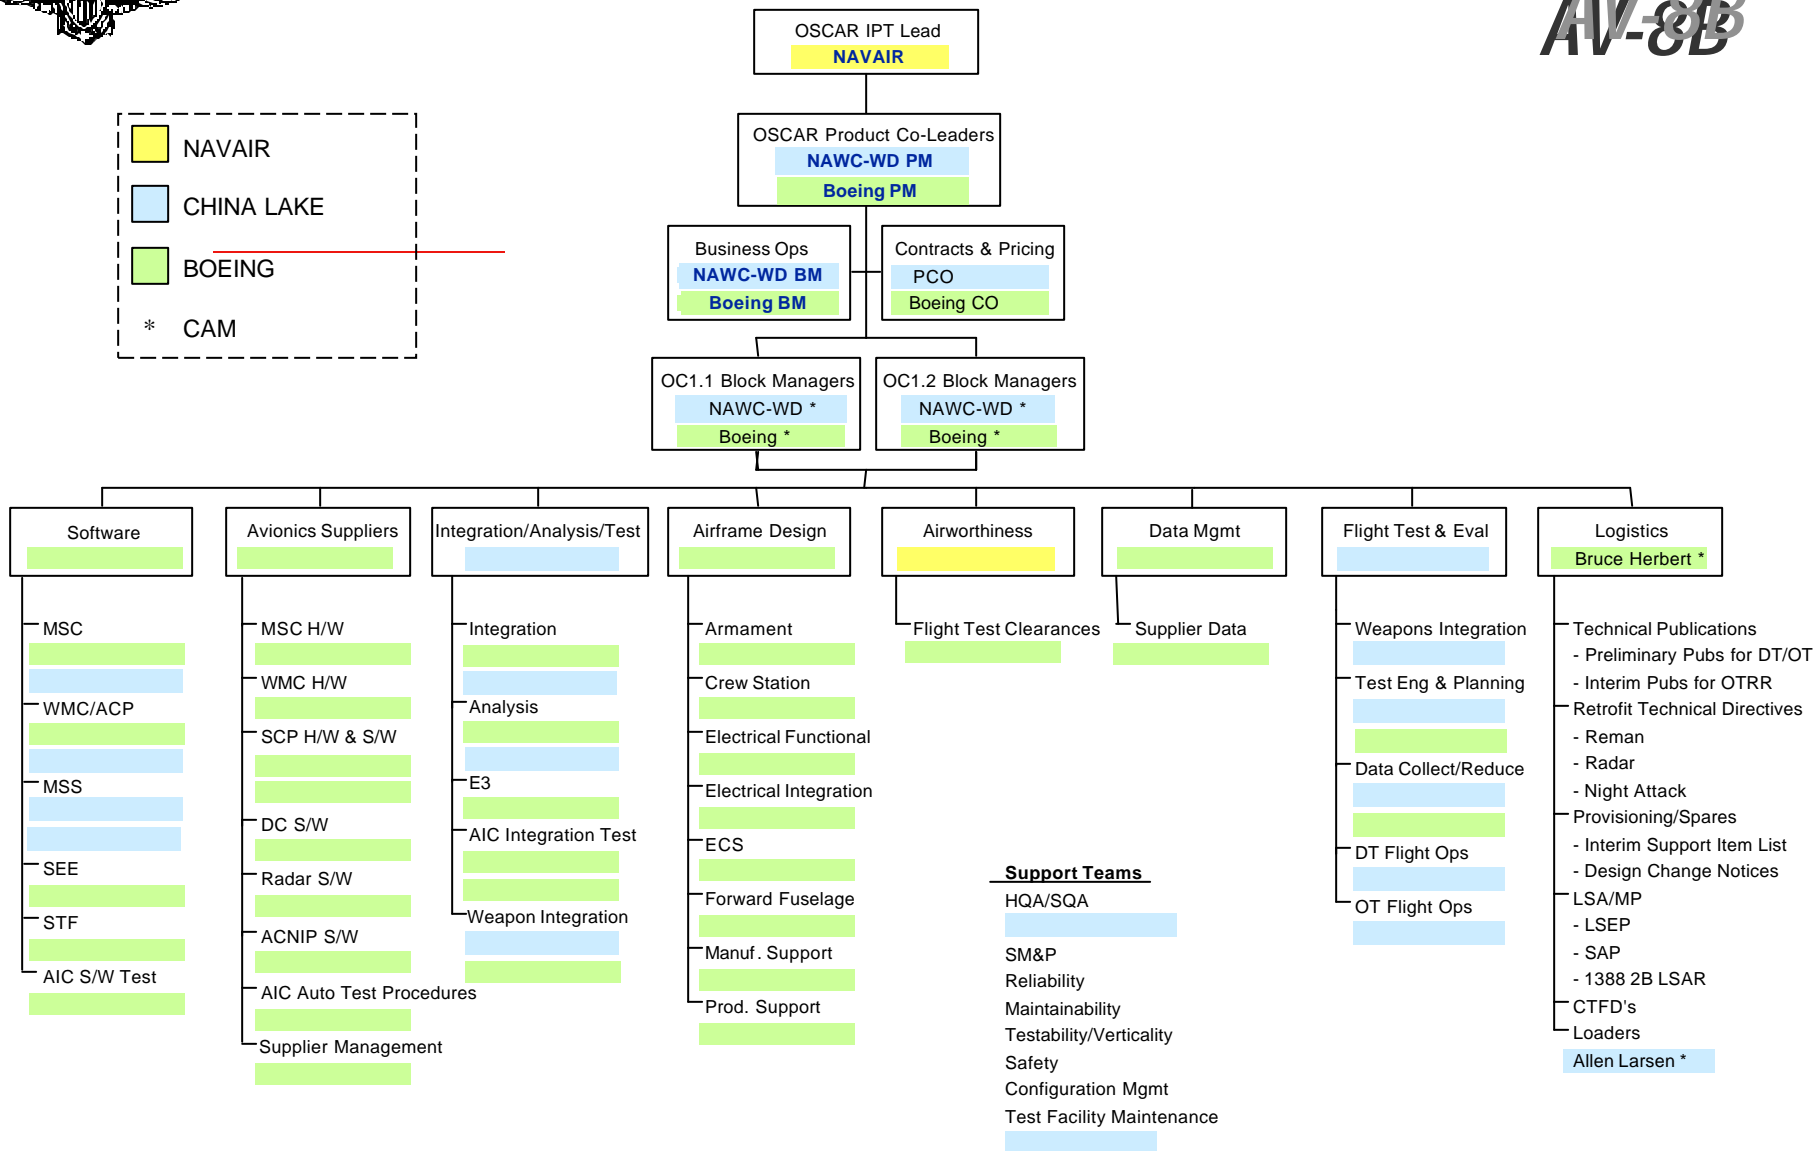 AV-8B
OSCAR IPT Lead
NAVAIR
OSCAR Product Co-Leaders
NAWC-WD PM
Boeing PM
NAVAIR
CHINA LAKE
BOEING
* CAM
Business Ops
NAWC-WD BM
Boeing BM
Contracts & Pricing
PCO
Boeing CO
OC1.1 Block Managers
NAWC-WD *
Boeing *
OC1.2 Block Managers
NAWC-WD *
Boeing *
Software
MSC
WMC/ACP
MSS
SEE
STF
AIC S/W Test
Avionics Suppliers
MSC H/W
WMC H/W
SCP H/W & S/W
DC S/W
Radar S/W
ACNIP S/W
AIC Auto Test Procedures
Supplier Management
Integration/Analysis/Test
Integration
Analysis
E3
AIC Integration Test
Weapon Integration
Airframe Design
Armament
Crew Station
Electrical Functional
Electrical Integration
ECS
Forward Fuselage
Manuf. Support
Prod. Support
Airworthiness
Flight Test Clearances
Data Mgmt
Supplier Data
Support Teams
HQA/SQA
SM&P
Reliability
Maintainability
Testability/Verticality
Safety
Configuration Mgmt
Test Facility Maintenance
Flight Test & Eval
Weapons Integration
Test Eng & Planning
Data Collect/Reduce
DT Flight Ops
OT Flight Ops
Logistics
Bruce Herbert *
Technical Publications
- Preliminary Pubs for DT/OT
- Interim Pubs for OTRR
Retrofit Technical Directives
- Reman
- Radar
- Night Attack
Provisioning/Spares
- Interim Support Item List
- Design Change Notices
LSA/MP
- LSEP
- SAP
- 1388 2B LSAR
CTFD's
Loaders
Allen Larsen *